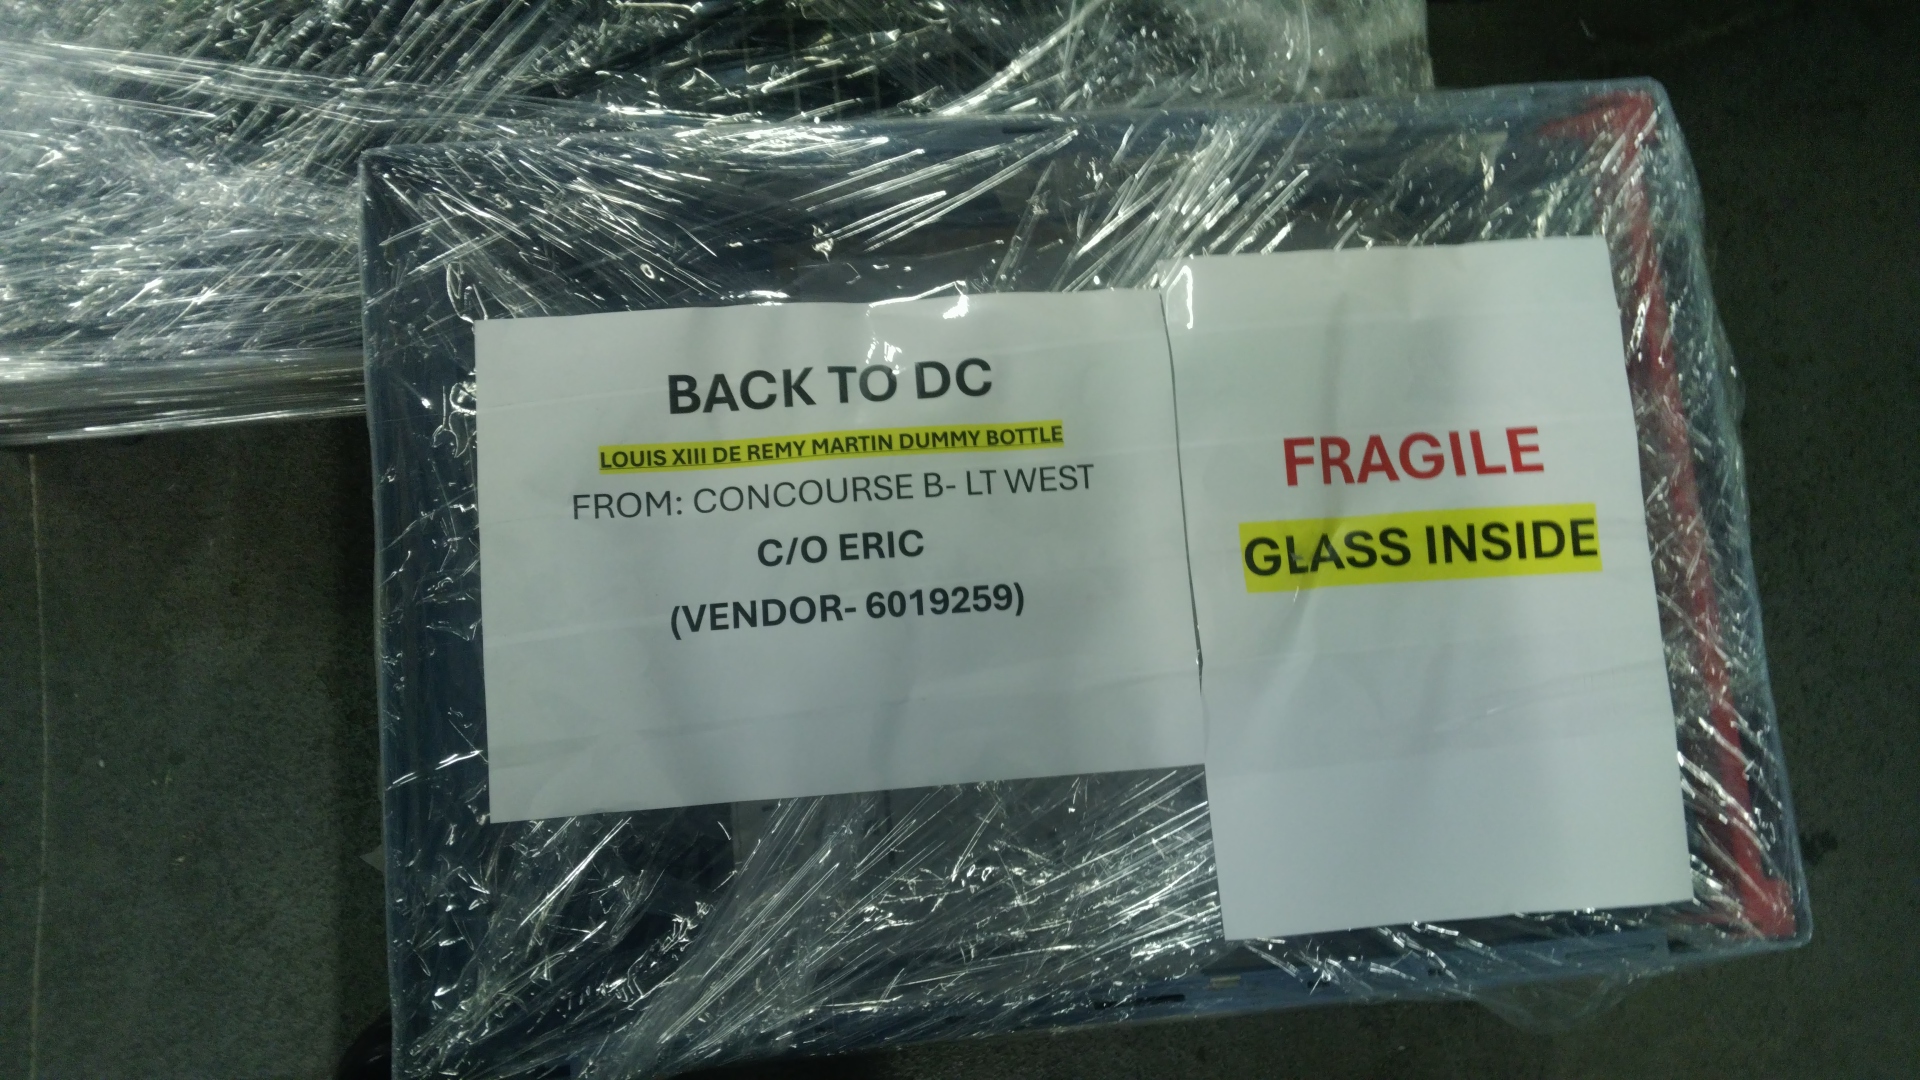 BACK TO DC
LOUIS XIII DE REMY MARTIN DUMMY BOTTLE
FROM: CONCOURSE B- LT WEST
C/O ERIC
(VENDOR- 6019259)
FRAGILE
GLASS INSIDE